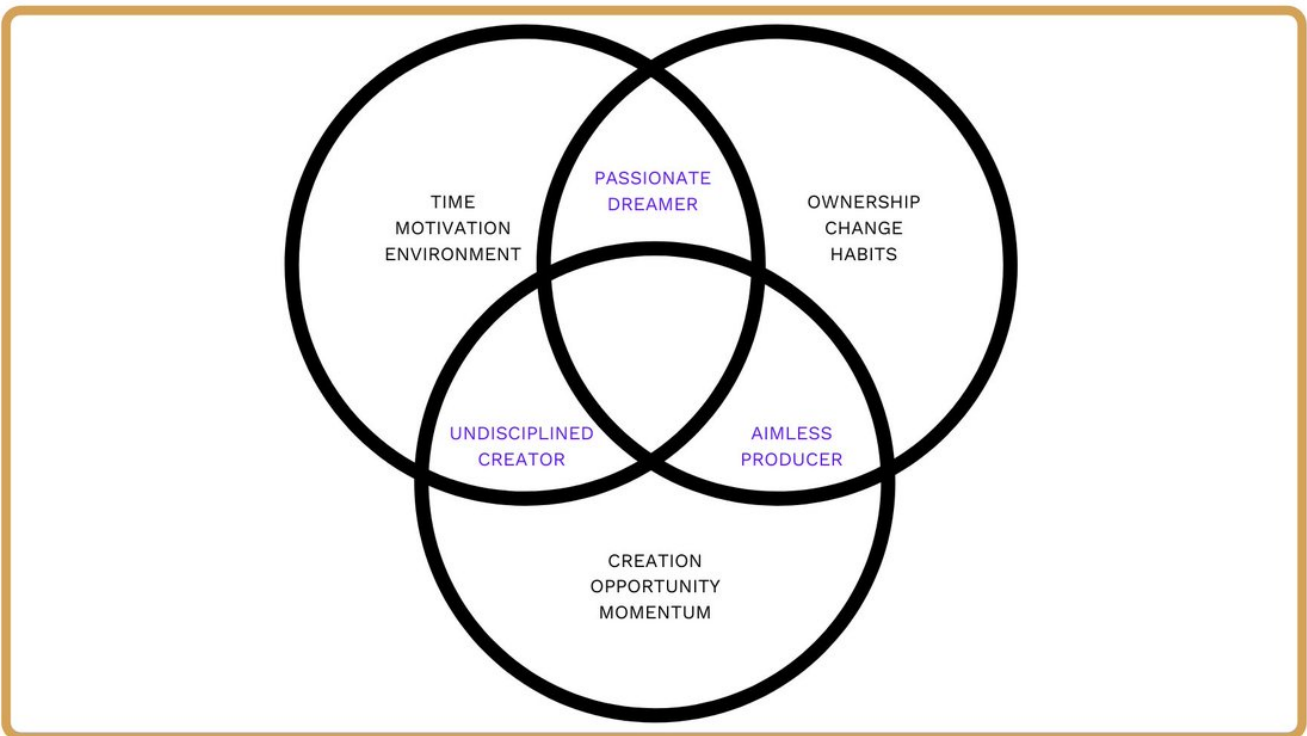 PASSIONATE
DREAMER
TIME
MOTIVATION
ENVIRONMENT
OWNERSHIP
CHANGE
HABITS
UNDISCIPLINED
CREATOR
AIMLESS
PRODUCER
CREATION
OPPORTUNITY
MOMENTUM